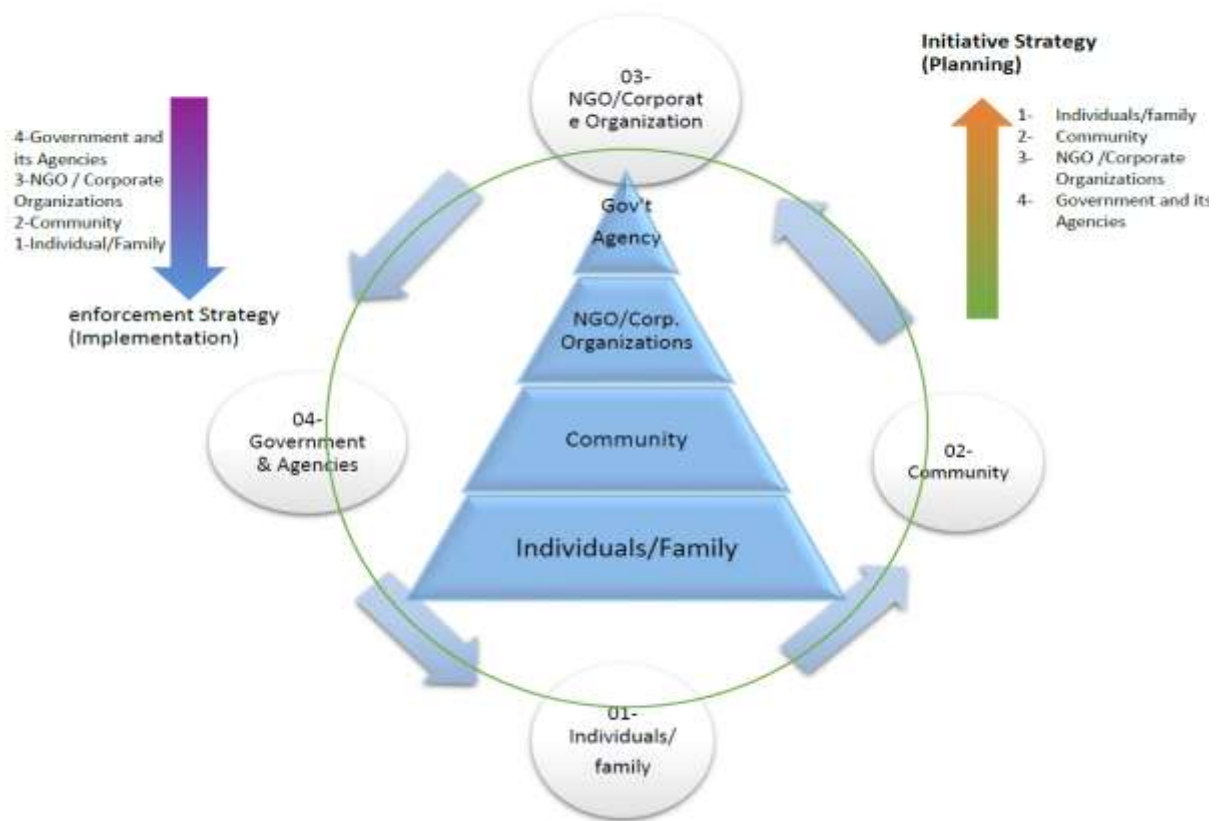 03-
NGO/Corporat
e Organization
Initiative Strategy
(Planning)
1- Individuals/family
2- Community
3- NGO /Corporate
Organizations
4- Government and its
Agencies
4-Government and
its Agencies
3-NGO / Corporate
Organizations
2-Community
1-Individual/Family
enforcement Strategy
(Implementation)
Gov't
Agency
NGO/Corp.
Organizations
Community
Individuals/Family
04-
Government
& Agencies
02-
Community
01-
Individuals/
family